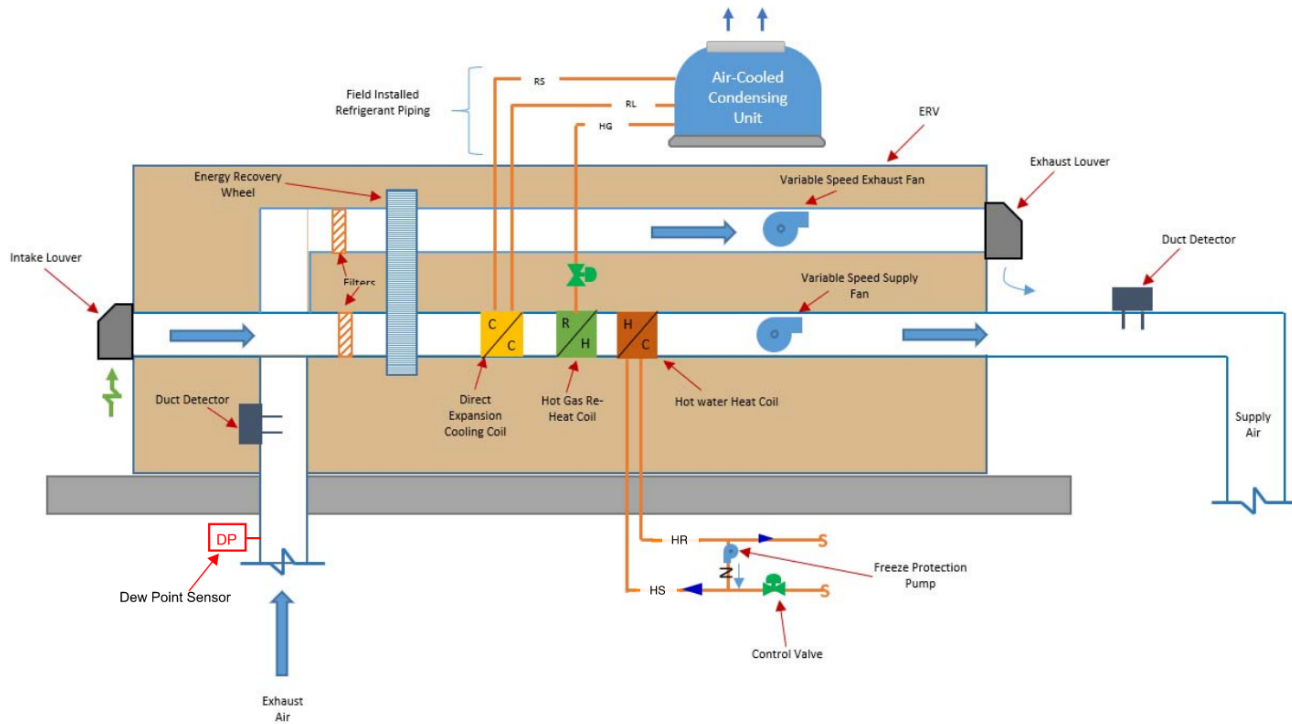 Air-Cooled
Condensing
Unit
Field Installed
Refrigerant Piping
RS
RL
HG
ERV
Energy Recovery
Wheel
Variable Speed Exhaust Fan
Exhaust Louver
Intake Louver
Filters
Duct Detector
Variable Speed Supply
Fan
C
C
R
H
H
C
Duct Detector
Direct
Expansion
Cooling Coil
Hot Gas Re-
Heat Coil
Hot water Heat Coil
Supply
Air
DP
Dew Point Sensor
HR
S
Freeze Protection
Pump
N
HS
S
Control Valve
Exhaust
Air